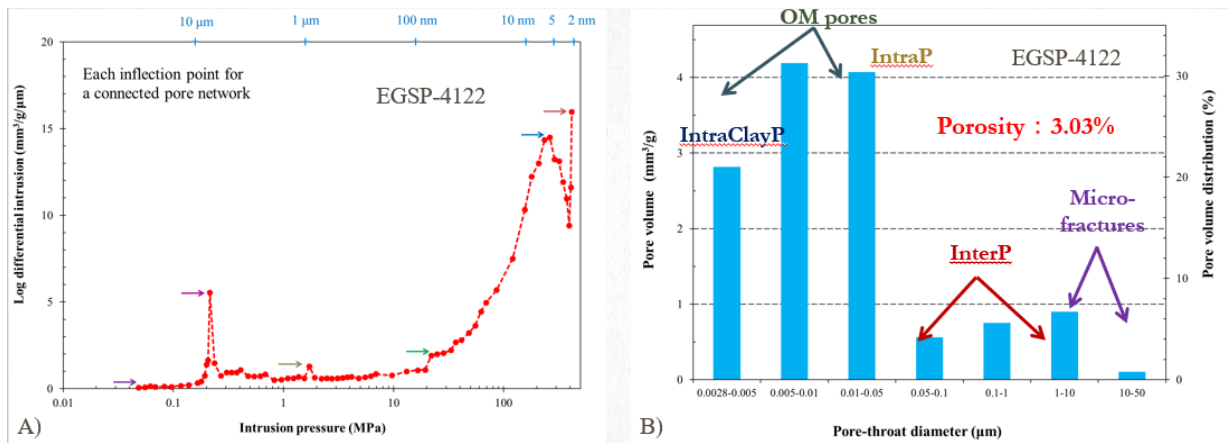 10 μm
1 μm
100 nm
10 nm
5
2 nm
20
15
10
5
0
Log differential intrusion (mm³/g/μm)
Each inflection point for
a connected pore network
EGSP-4122
0.01
0.1
1
10
100
Intrusion pressure (MPa)
A)
OM pores
IntraP
EGSP-4122
IntraClayP
Porosity：3.03%
Micro-
fractures
InterP
4
3
2
1
0
Pore volume (mm³/g)
30
20
10
0
Pore volume distribution (%)
0.0028-0.005
0.005-0.01
0.01-0.05
0.05-0.1
0.1-1
1-10
10-50
Pore-throat diameter (μm)
B)